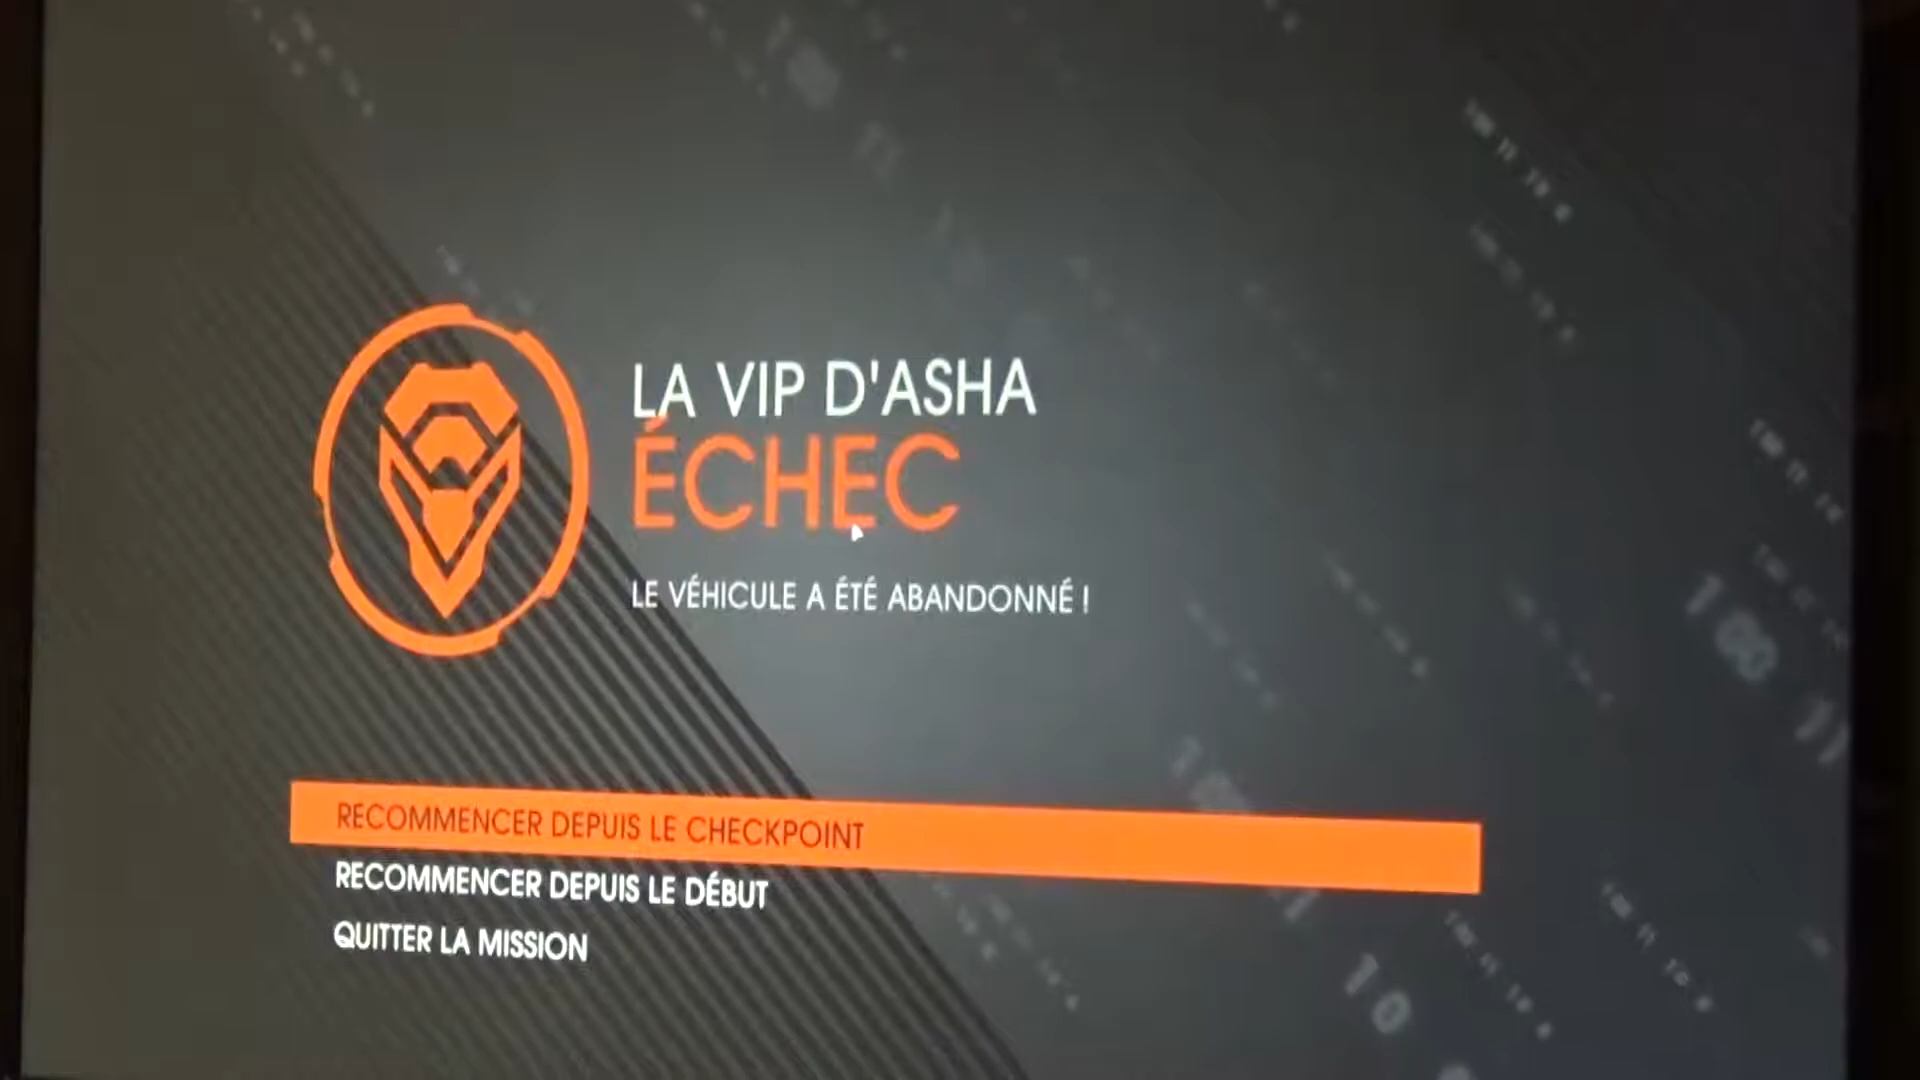 LA VIP D'ASHA
ÉCHEC
LE VÉHICULE A ÉTÉ ABANDONNÉ !
RECOMMENCER DEPUIS LE CHECKPOINT
RECOMMENCER DEPUIS LE DÉBUT
QUITTER LA MISSION